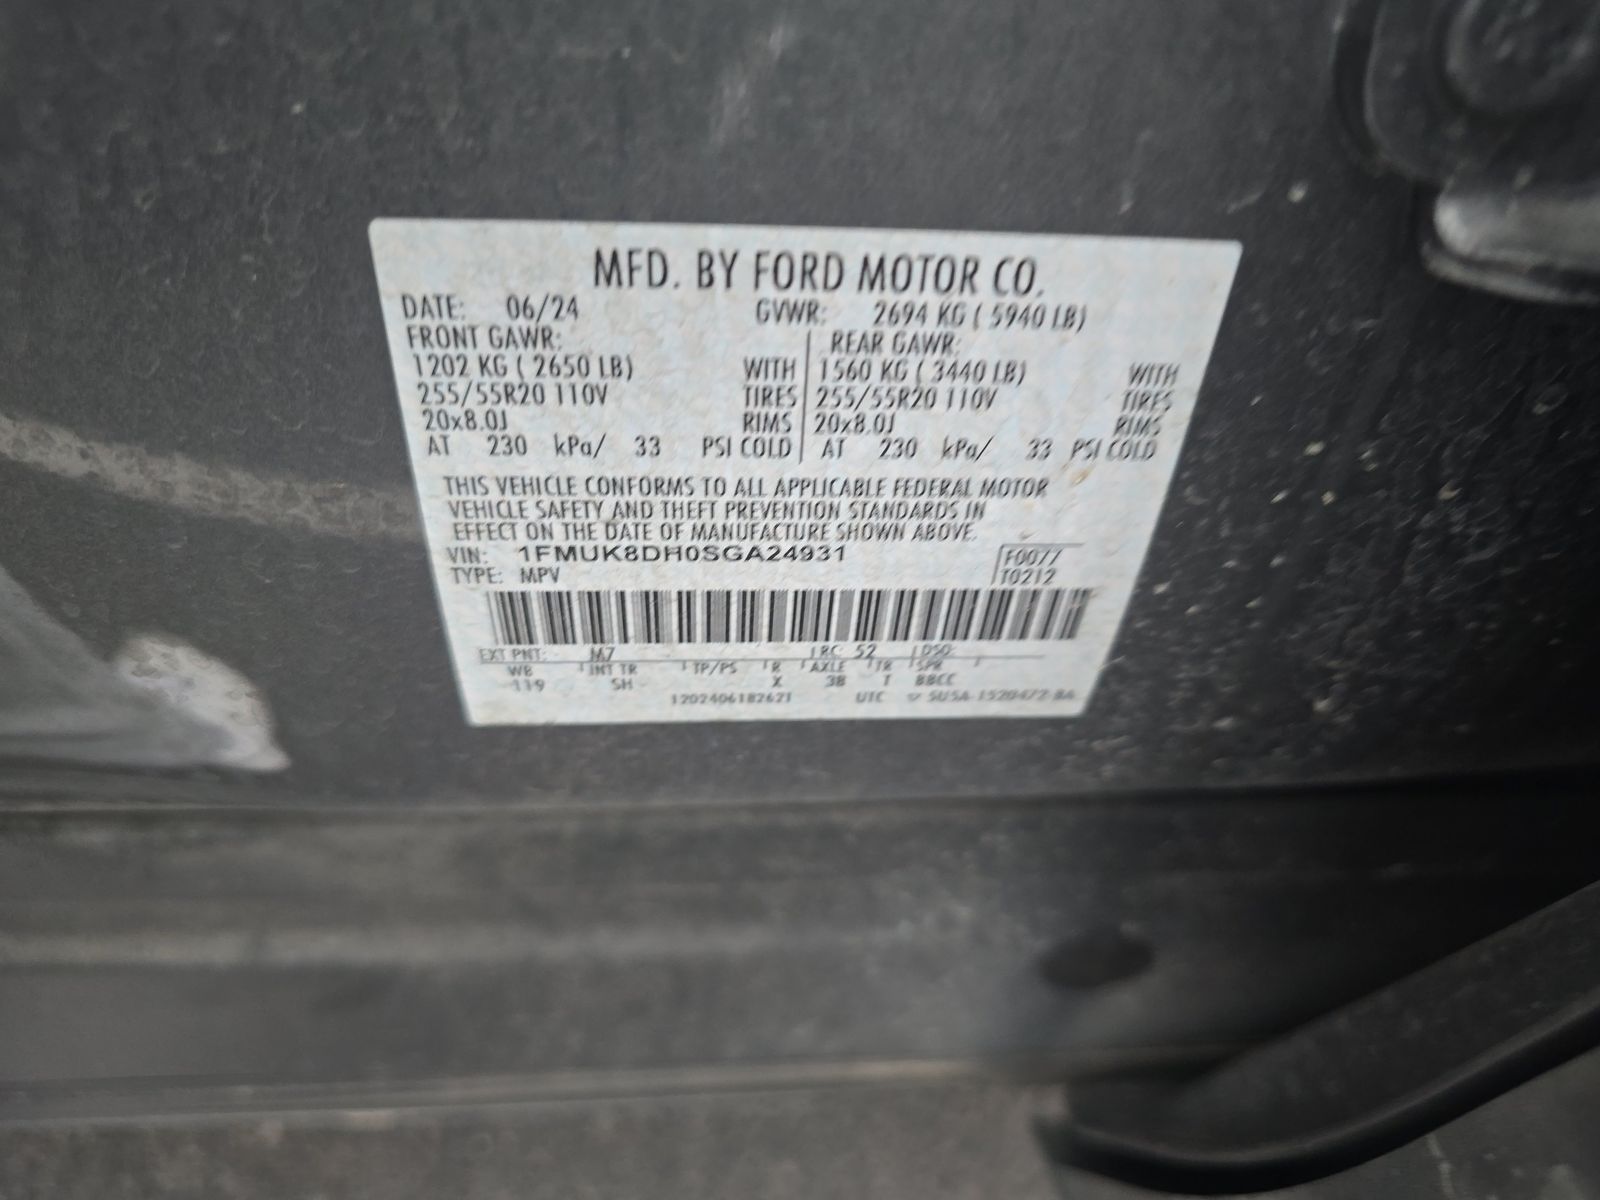 MFD. BY FORD MOTOR CO.
DATE: 06/24 GVWR: 2694 KG ( 5940 LB)
FRONT GAWR: REAR GAWR:
1202 KG ( 2650 LB) WITH 1560 KG ( 3440 LB) WITH
255/55R20 110V TIRES 255/55R20 110V TIRES
20x8.0J RIMS 20x8.0J RIMS
AT 230 kPa/ 33 PSI COLD AT 230 kPa/ 33 PSI COLD
THIS VEHICLE CONFORMS TO ALL APPLICABLE FEDERAL MOTOR
VEHICLE SAFETY AND THEFT PREVENTION STANDARDS IN
EFFECT ON THE DATE OF MANUFACTURE SHOWN ABOVE.
VIN: 1FMUK8DH0SGA24931 F0077
TYPE: MPV T0212
EXT PNT: M7 RC: 52 DSO:
WB INT TR TP/PS R AXLE TR SPR
119 SH X 38 T BBCC
1202406182621 UTC SU5A-1520472-BA